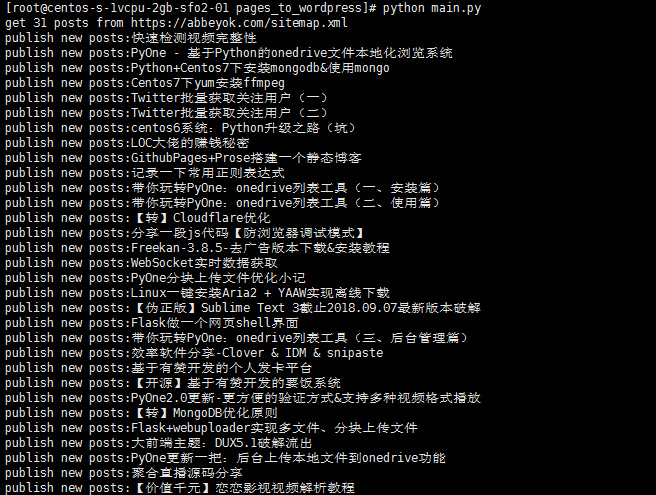 [root@centos-s-1vcpu-2gb-sfo2-01 pages_to_wordpress]# python main.py
get 31 posts from https://abbeyok.com/sitemap.xml
publish new posts:快速检测视频完整性
publish new posts:PyOne - 基于Python的onedrive文件本地化浏览系统
publish new posts:Python+Centos7下安装mongodb&使用mongo
publish new posts:Centos7下yum安装ffmpeg
publish new posts:Twitter批量获取关注用户（一）
publish new posts:Twitter批量获取关注用户（二）
publish new posts:centos6系统：Python升级之路（坑）
publish new posts:LOC大佬的赚钱秘密
publish new posts:GithubPages+Prose搭建一个静态博客
publish new posts:记录一下常用正则表达式
publish new posts:带你玩转PyOne：onedrive列表工具（一、安装篇）
publish new posts:带你玩转PyOne：onedrive列表工具（二、使用篇）
publish new posts:【转】Cloudflare优化
publish new posts:分享一段js代码【防浏览器调试模式】
publish new posts:Freekan-3.8.5-去广告版本下载&安装教程
publish new posts:WebSocket实时数据获取
publish new posts:PyOne分块上传文件优化小记
publish new posts:Linux一键安装Aria2 + YAAW实现离线下载
publish new posts:【伪正版】Sublime Text 3截止2018.09.07最新版本破解
publish new posts:Flask做一个网页shell界面
publish new posts:带你玩转PyOne：onedrive列表工具（三、后台管理篇）
publish new posts:效率软件分享-Clover & IDM & snipaste
publish new posts:基于有赞开发的个人发卡平台
publish new posts:【开源】基于有赞开发的要饭系统
publish new posts:PyOne2.0更新-更方便的验证方式&支持多种视频格式播放
publish new posts:【转】MongoDB优化原则
publish new posts:Flask+webuploader实现多文件、分块上传文件
publish new posts:大前端主题：DUX5.1破解流出
publish new posts:PyOne更新一把：后台上传本地文件到onedrive功能
publish new posts:聚合直播源码分享
publish new posts:【价值千元】恋恋影视视频解析教程